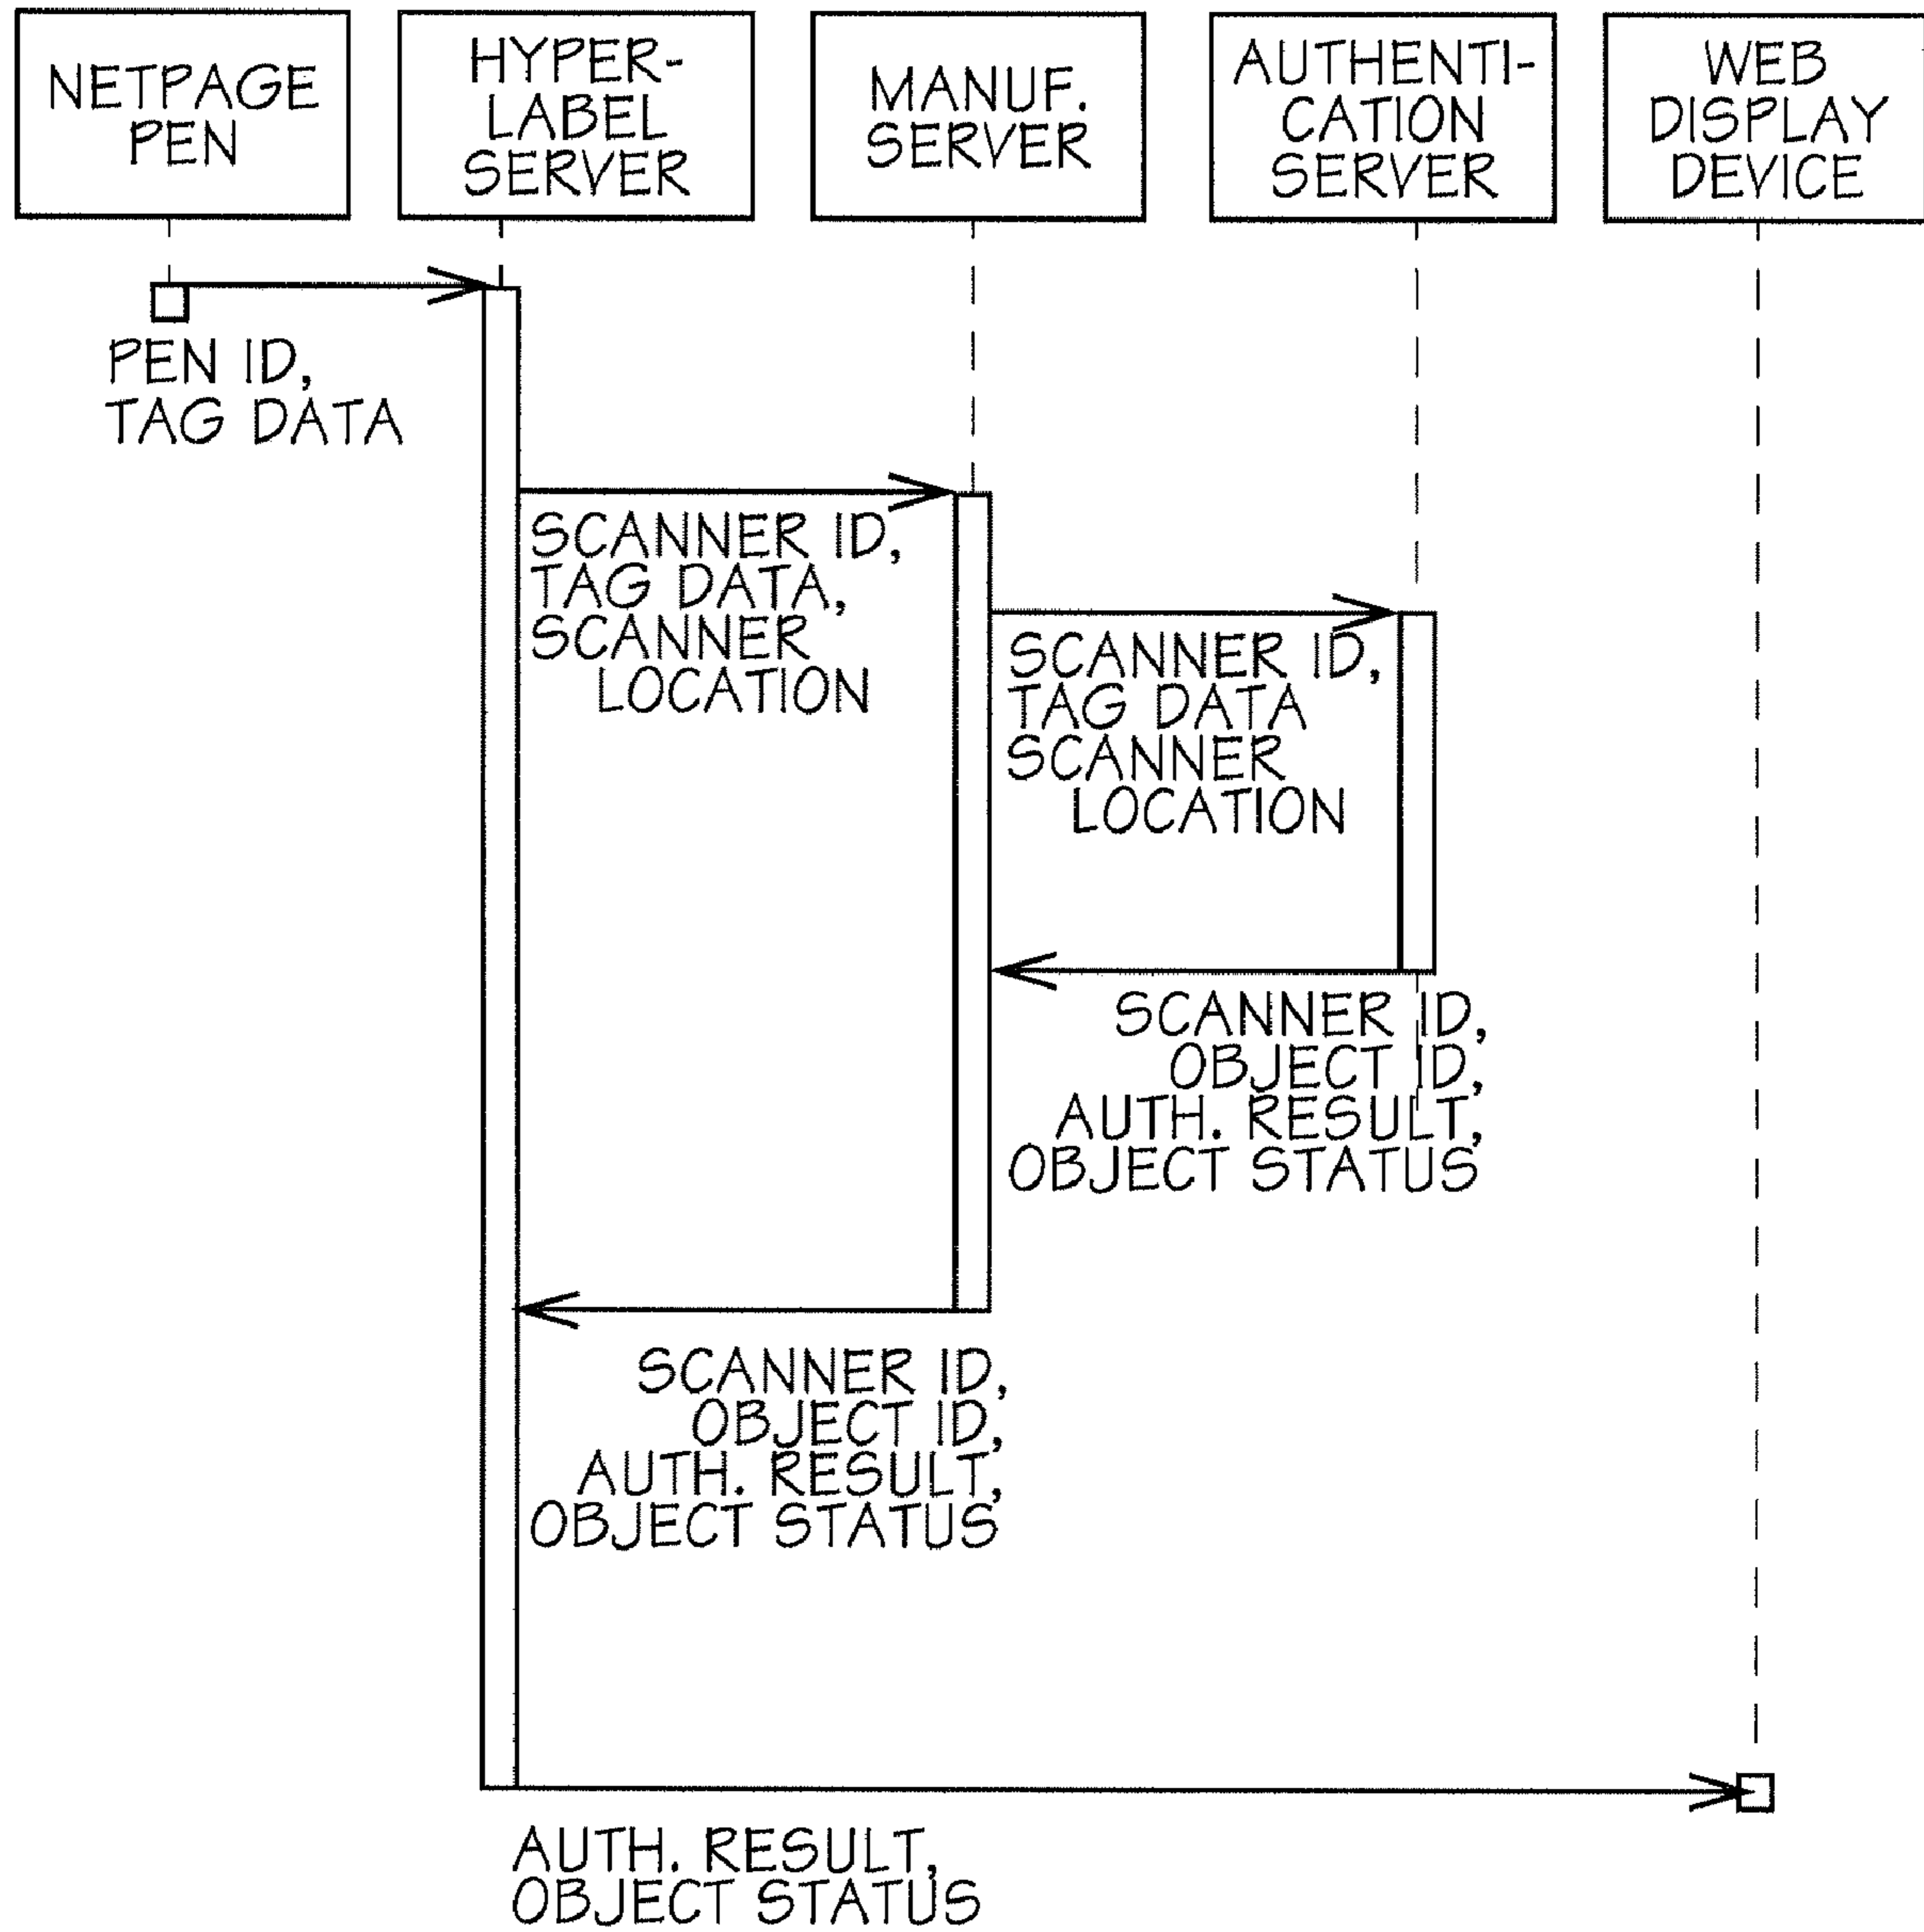 NETPAGE
PEN
HYPER-
LABEL
SERVER
MANUF.
SERVER
AUTHENTI-
CATION
SERVER
WEB
DISPLAY
DEVICE
PEN ID,
TAG DATA
SCANNER ID,
TAG DATA,
SCANNER
LOCATION
SCANNER ID,
TAG DATA
SCANNER
LOCATION
SCANNER ID,
OBJECT ID,
AUTH. RESULT,
OBJECT STATUS
SCANNER ID,
OBJECT ID,
AUTH. RESULT,
OBJECT STATUS
AUTH. RESULT,
OBJECT STATUS